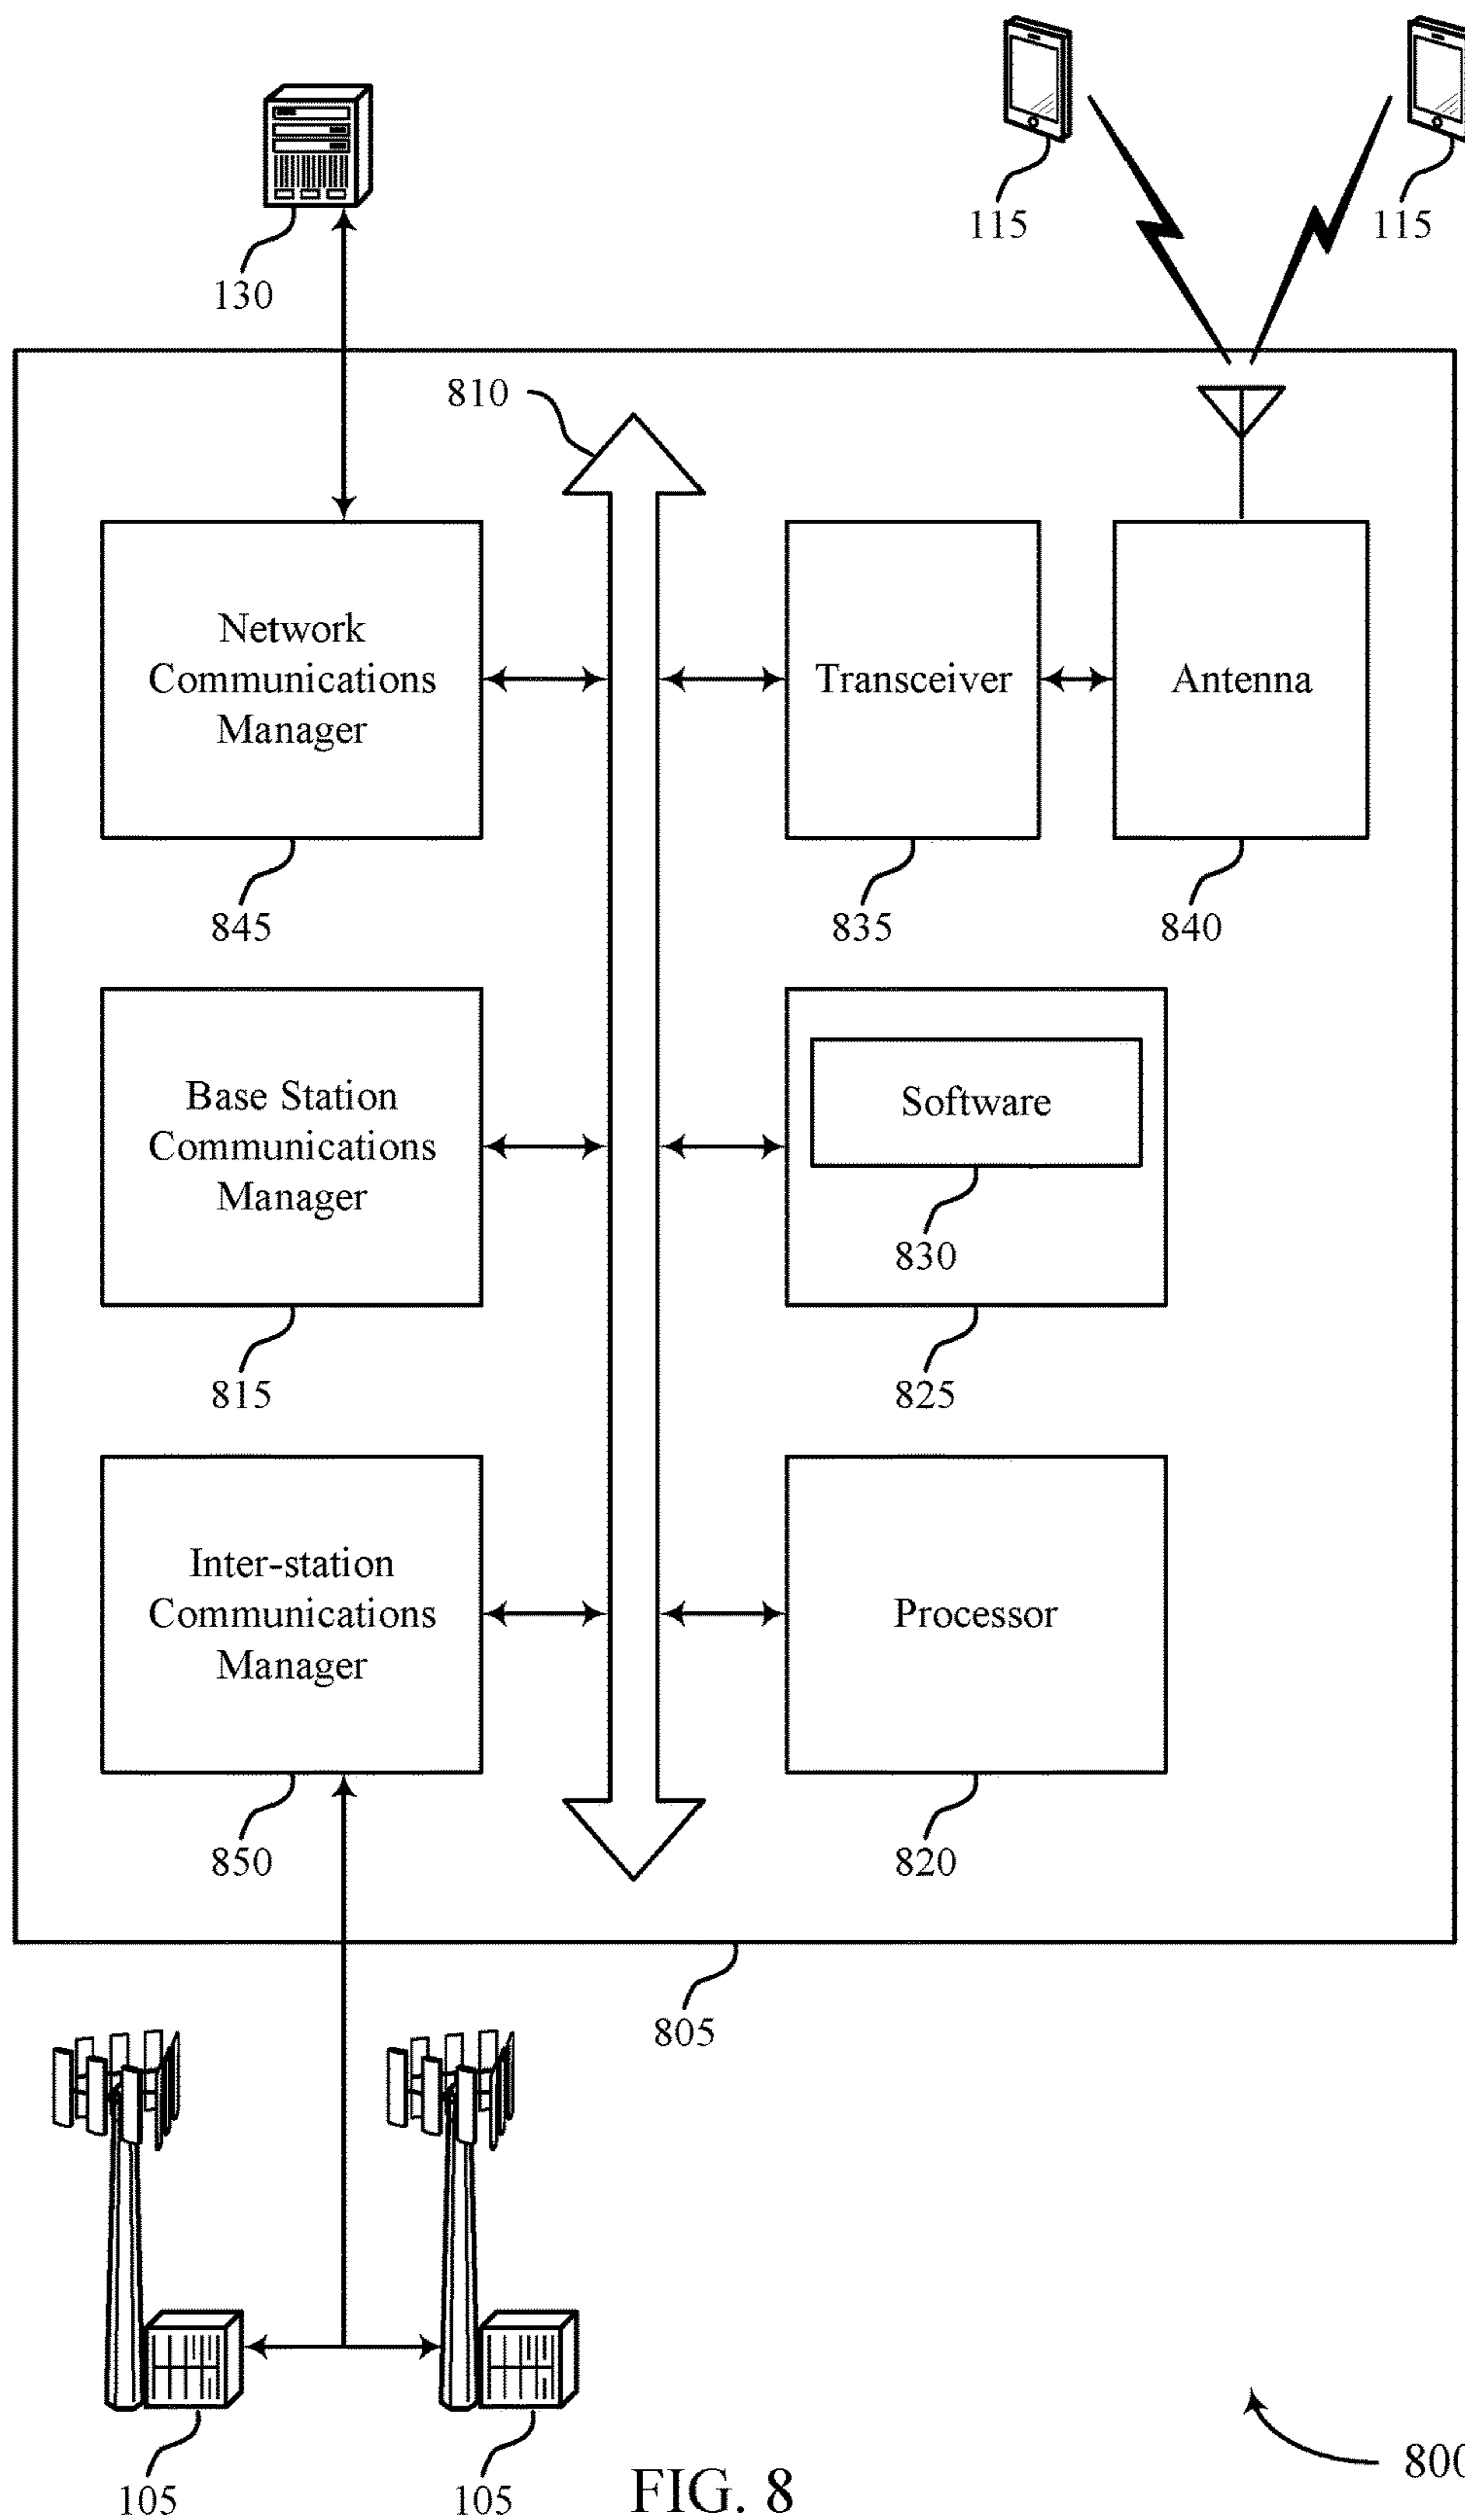 115
115
130
810
Network
Communications
Manager
Transceiver
Antenna
845
835
840
Base Station
Communications
Manager
Software
830
815
825
Inter-station
Communications
Manager
Processor
850
820
805
105
105
FIG. 8
800